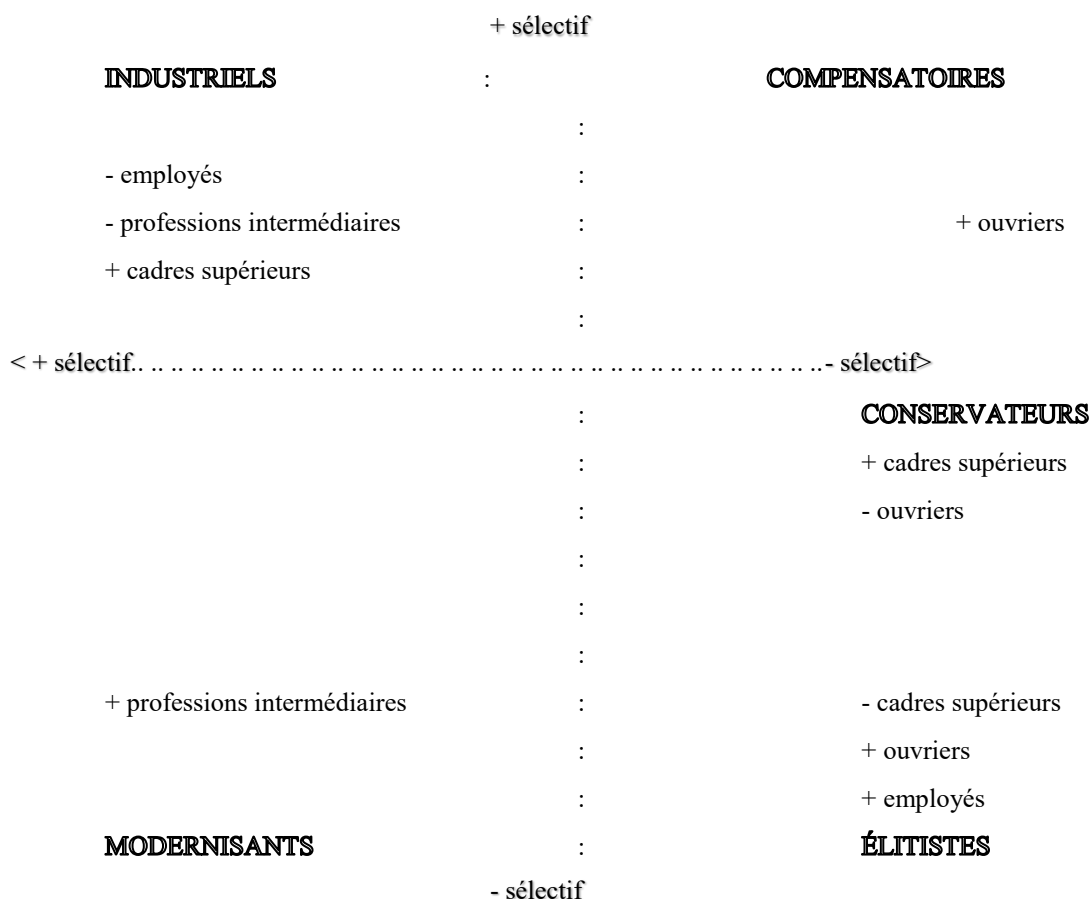 + sélectif
INDUSTRIELS : COMPENSATOIRES
:
- employés :
- professions intermédiaires : + ouvriers
+ cadres supérieurs :
:
< + sélectif.. .. .. .. .. .. .. .. .. .. .. .. .. .. .. .. .. .. .. .. .. .. .. .. .. .. .. .. .. .. .. .. .. .. ..- sélectif>
: CONSERVATEURS
: + cadres supérieurs
: - ouvriers
:
:
:
+ professions intermédiaires : - cadres supérieurs
: + ouvriers
: + employés
MODERNISANTS : ÉLITISTES
- sélectif